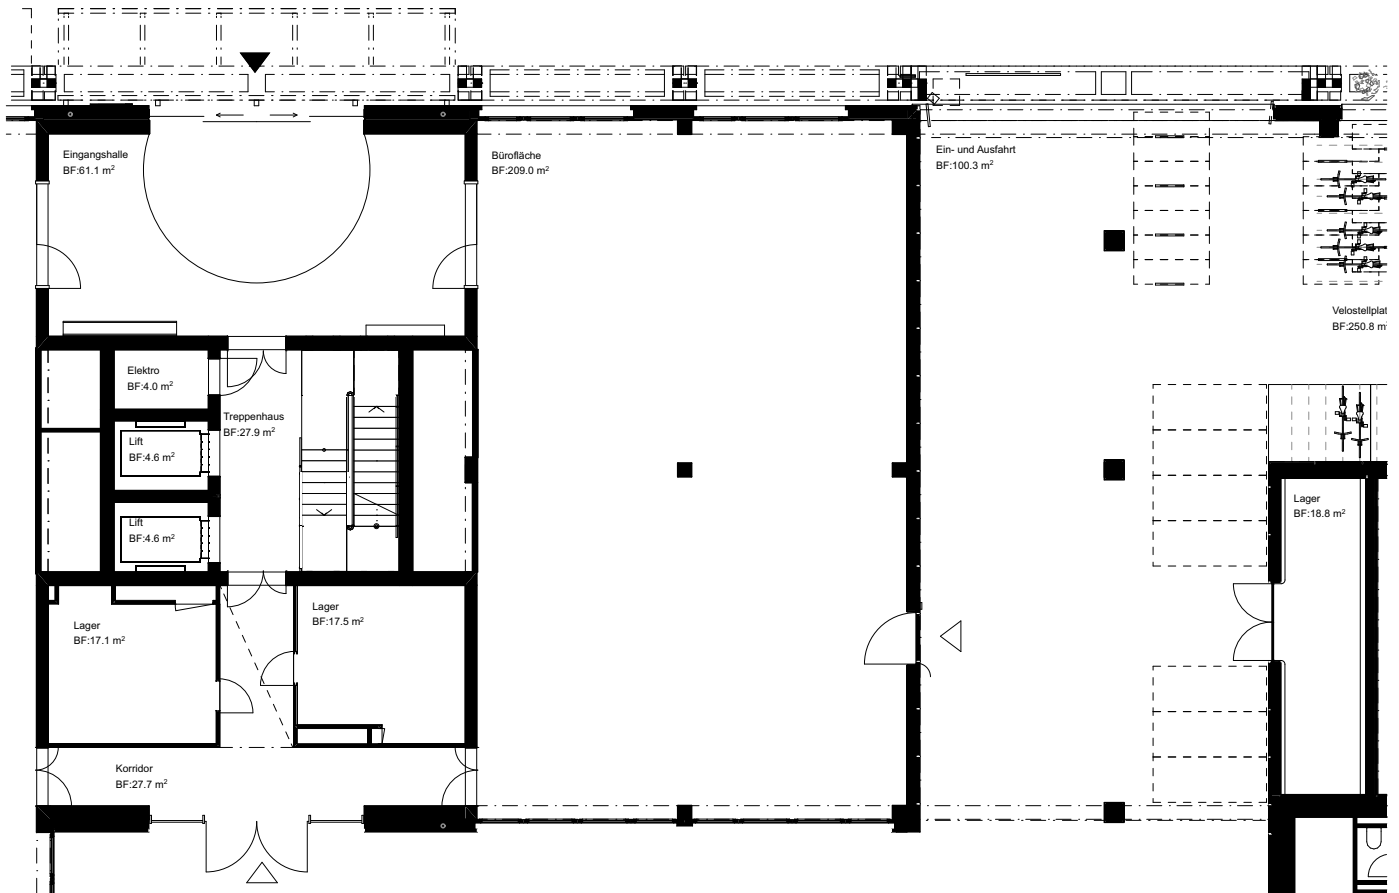 Eingangshalle
BF:61.1 m²
Bürofläche
BF:209.0 m²
Ein- und Ausfahrt
BF:100.3 m²
Velostellplat
BF:250.8 m²
Elektro
BF:4.0 m²
Treppenhaus
BF:27.9 m²
Lift
BF:4.6 m²
Lift
BF:4.6 m²
Lager
BF:18.8 m²
Lager
BF:17.5 m²
Lager
BF:17.1 m²
Korridor
BF:27.7 m²